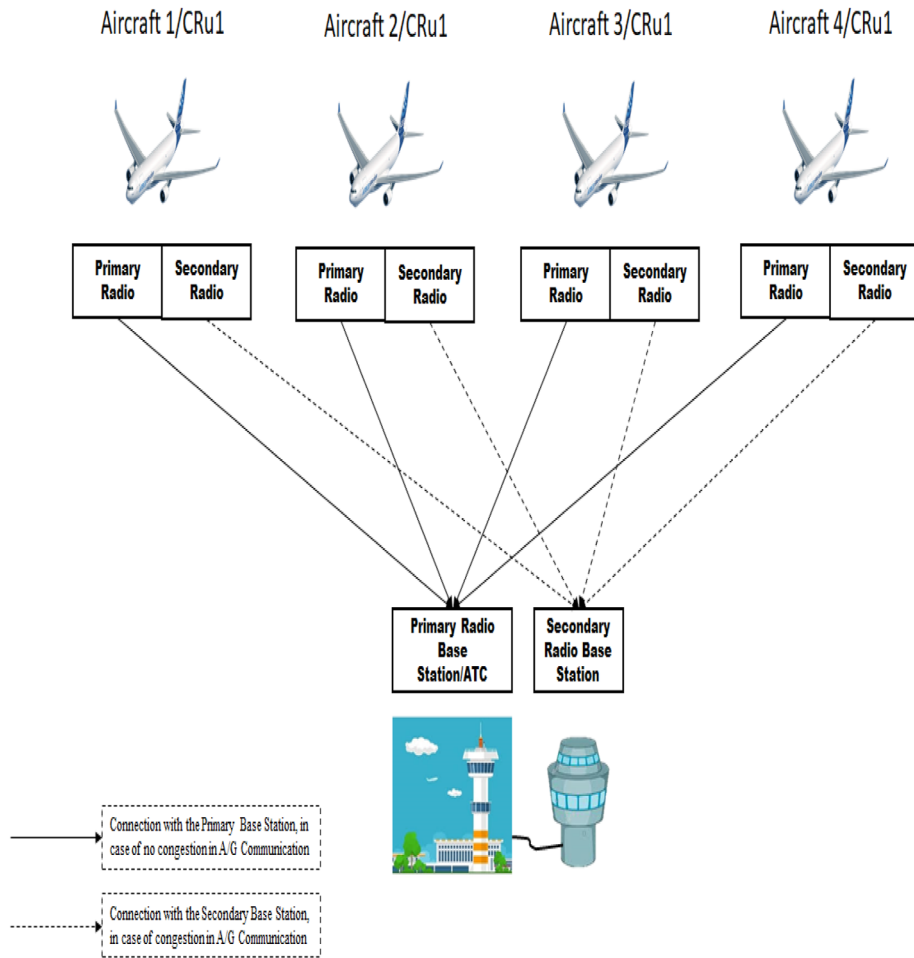 Aircraft 1/CRu1
Aircraft 2/CRu1
Aircraft 3/CRu1
Aircraft 4/CRu1
Primary
Radio
Secondary
Radio
Primary
Radio
Secondary
Radio
Primary
Radio
Secondary
Radio
Primary
Radio
Secondary
Radio
Primary Radio
Base
Station/ATC
Secondary
Radio Base
Station
Connection with the Primary Base Station, in
case of no congestion in A/G Communication
Connection with the Secondary Base Station,
in case of congestion in A/G Communication